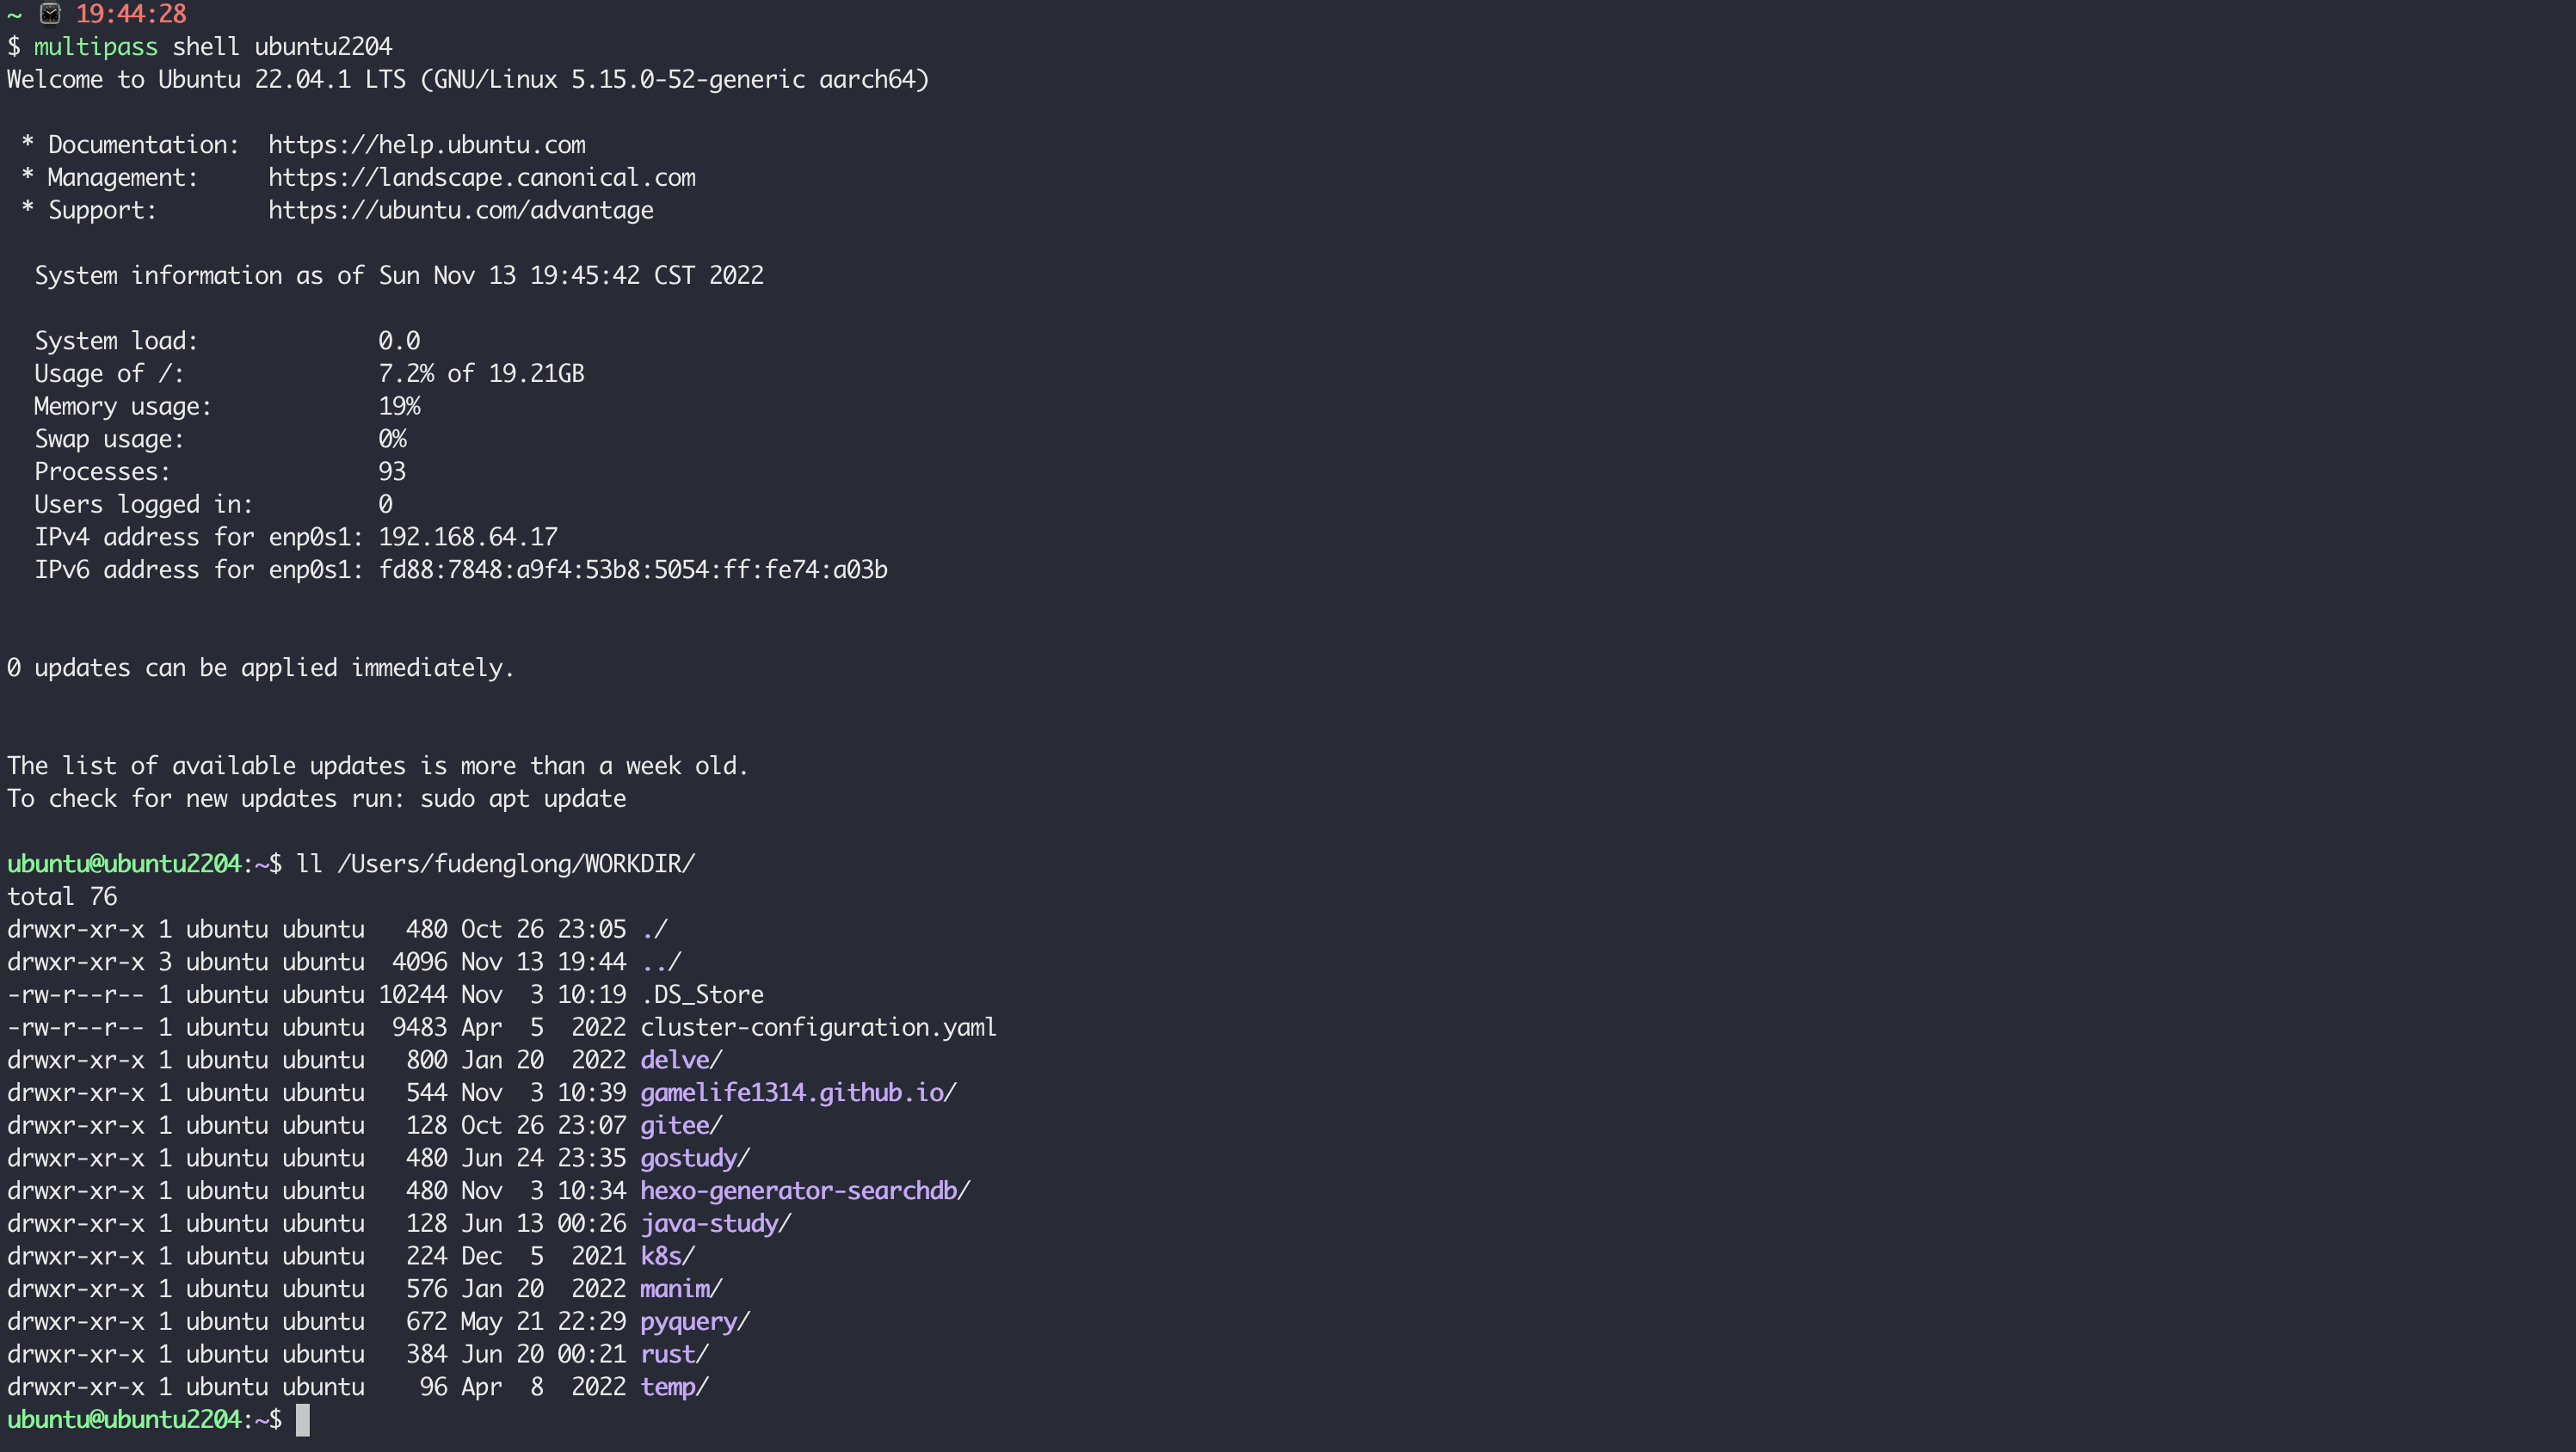 ~ 19:44:28
$ multipass shell ubuntu2204
Welcome to Ubuntu 22.04.1 LTS (GNU/Linux 5.15.0-52-generic aarch64)
* Documentation:  https://help.ubuntu.com
* Management:     https://landscape.canonical.com
* Support:        https://ubuntu.com/advantage
System information as of Sun Nov 13 19:45:42 CST 2022
System load:             0.0
Usage of /:              7.2% of 19.21GB
Memory usage:            19%
Swap usage:              0%
Processes:               93
Users logged in:         0
IPv4 address for enp0s1: 192.168.64.17
IPv6 address for enp0s1: fd88:7848:a9f4:53b8:5054:ff:fe74:a03b
0 updates can be applied immediately.
The list of available updates is more than a week old.
To check for new updates run: sudo apt update
ubuntu@ubuntu2204:~$ ll /Users/fudenglong/WORKDIR/
total 76
drwxr-xr-x 1 ubuntu ubuntu   480 Oct 26 23:05 ./
drwxr-xr-x 3 ubuntu ubuntu  4096 Nov 13 19:44 ../
-rw-r--r-- 1 ubuntu ubuntu 10244 Nov  3 10:19 .DS_Store
-rw-r--r-- 1 ubuntu ubuntu  9483 Apr  5  2022 cluster-configuration.yaml
drwxr-xr-x 1 ubuntu ubuntu   800 Jan 20  2022 delve/
drwxr-xr-x 1 ubuntu ubuntu   544 Nov  3 10:39 gamelife1314.github.io/
drwxr-xr-x 1 ubuntu ubuntu   128 Oct 26 23:07 gitee/
drwxr-xr-x 1 ubuntu ubuntu   480 Jun 24 23:35 gostudy/
drwxr-xr-x 1 ubuntu ubuntu   480 Nov  3 10:34 hexo-generator-searchdb/
drwxr-xr-x 1 ubuntu ubuntu   128 Jun 13 00:26 java-study/
drwxr-xr-x 1 ubuntu ubuntu   224 Dec  5  2021 k8s/
drwxr-xr-x 1 ubuntu ubuntu   576 Jan 20  2022 manim/
drwxr-xr-x 1 ubuntu ubuntu   672 May 21 22:29 pyquery/
drwxr-xr-x 1 ubuntu ubuntu   384 Jun 20 00:21 rust/
drwxr-xr-x 1 ubuntu ubuntu    96 Apr  8  2022 temp/
ubuntu@ubuntu2204:~$